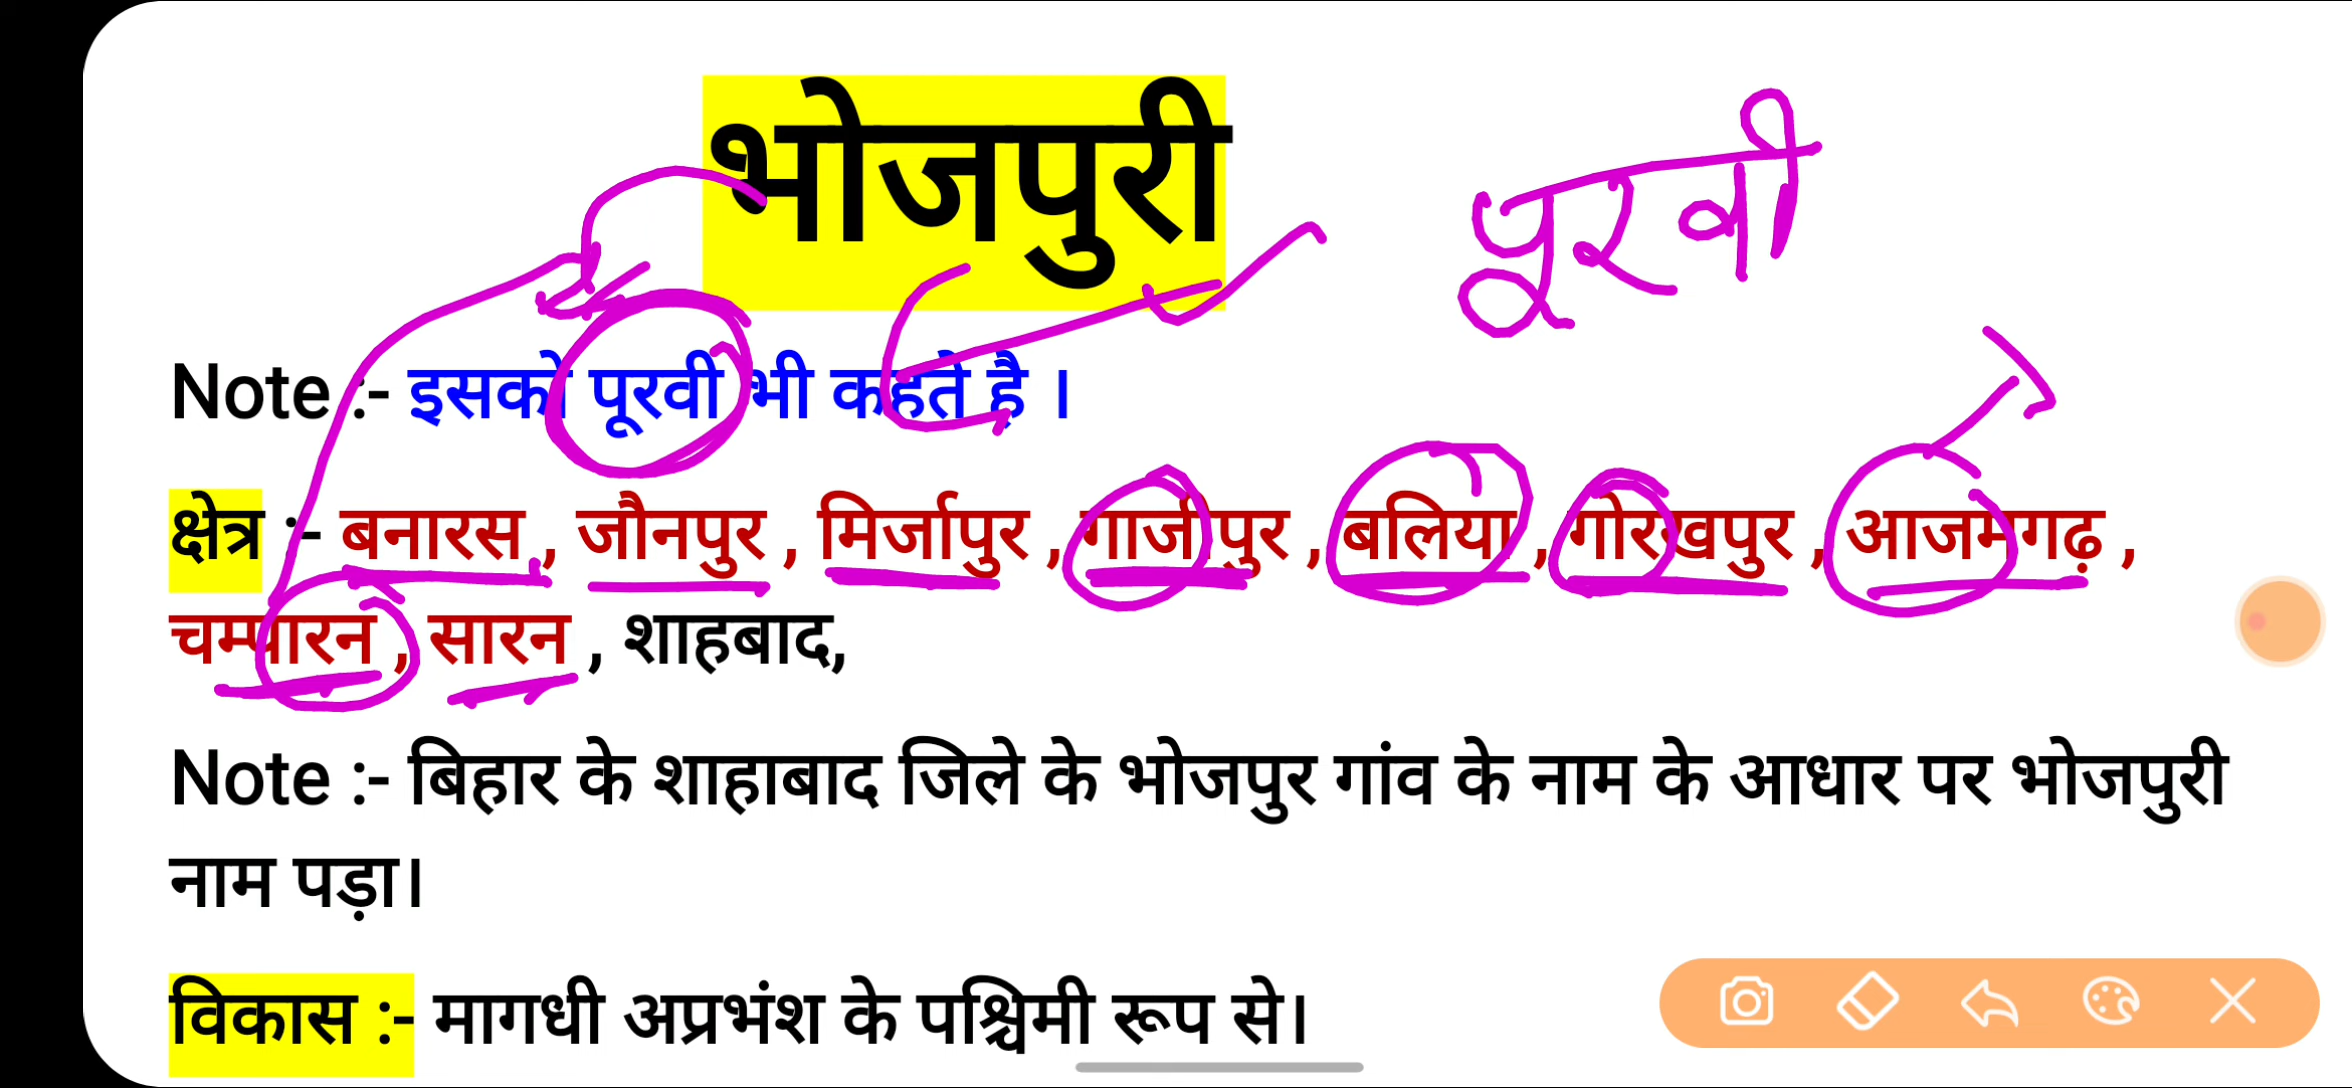 भोजपुरी
पूरवी
Note :- इसको पूरवी भी कहते है ।
क्षेत्र :- बनारस , जौनपुर , मिर्जापुर , गाजीपुर , बलिया , गोरखपुर , आजमगढ़ ,
चम्पारन , सारन , शाहबाद,
Note :- बिहार के शाहाबाद जिले के भोजपुर गांव के नाम के आधार पर भोजपुरी
नाम पड़ा।
विकास :- मागधी अप्रभंश के पश्चिमी रूप से।